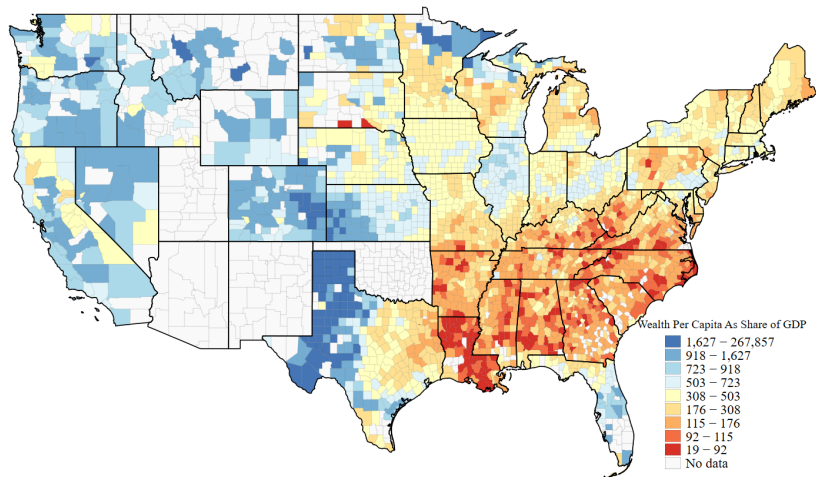 Wealth Per Capita As Share of GDP
1,627 − 267,857
918 − 1,627
723 − 918
503 − 723
308 − 503
176 − 308
115 − 176
92 − 115
19 − 92
No data